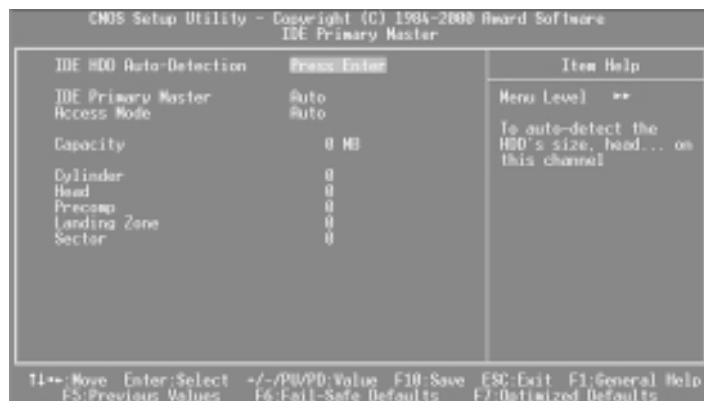 CMOS Setup Utility - Copyright (C) 1984-2000 Award Software
IDE Primary Master
IDE HDD Auto-Detection Press Enter
IDE Primary Master Auto
Access Mode Auto
Capacity 0 MB
Cylinder 0
Head 0
Precomp 0
Landing Zone 0
Sector 0
Item Help
Menu Level ►►
To auto-detect the
HDD's size, head... on
this channel
↑↓→←:Move Enter:Select +/-/PU/PD:Value F10:Save ESC:Exit F1:General Help
F5:Previous Values F6:Fail-Safe Defaults F7:Optimized Defaults